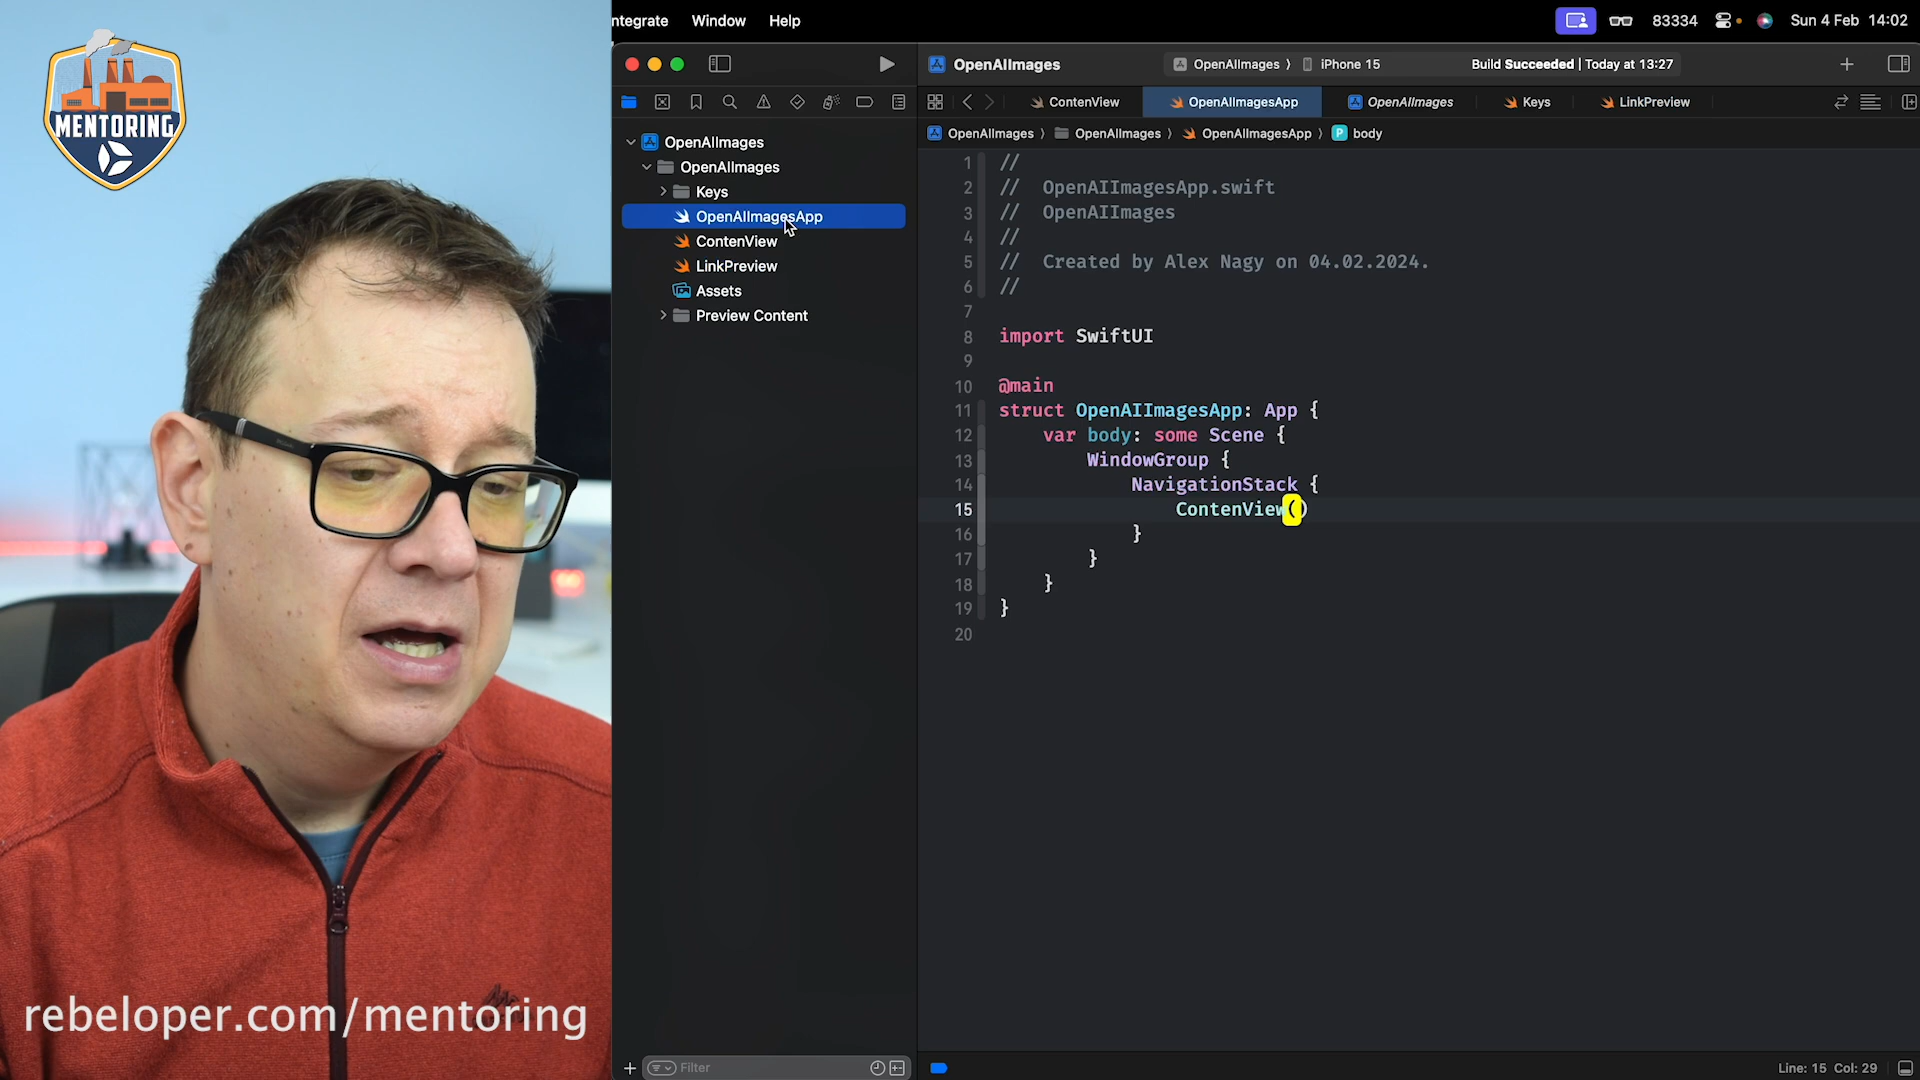 MENTORING
rebeloper.com/mentoring
ntegrate Window Help
83334 Sun 4 Feb 14:02
OpenAIImages
OpenAIImages 〉 iPhone 15
Build Succeeded | Today at 13:27
ContenView
OpenAIImagesApp
OpenAIImages
Keys
LinkPreview
OpenAIImages 〉 OpenAIImages 〉 OpenAIImagesApp 〉 P body
OpenAIImages
OpenAIImages
Keys
OpenAIImagesApp
ContenView
LinkPreview
Assets
Preview Content
Filter
1 //
2 // OpenAIImagesApp.swift
3 // OpenAIImages
4 //
5 // Created by Alex Nagy on 04.02.2024.
6 //
7
8 import SwiftUI
9
10 @main
11 struct OpenAIImagesApp: App {
12 var body: some Scene {
13 WindowGroup {
14 NavigationStack {
15 ContenView()
16 }
17 }
18 }
19 }
20
Line: 15 Col: 29